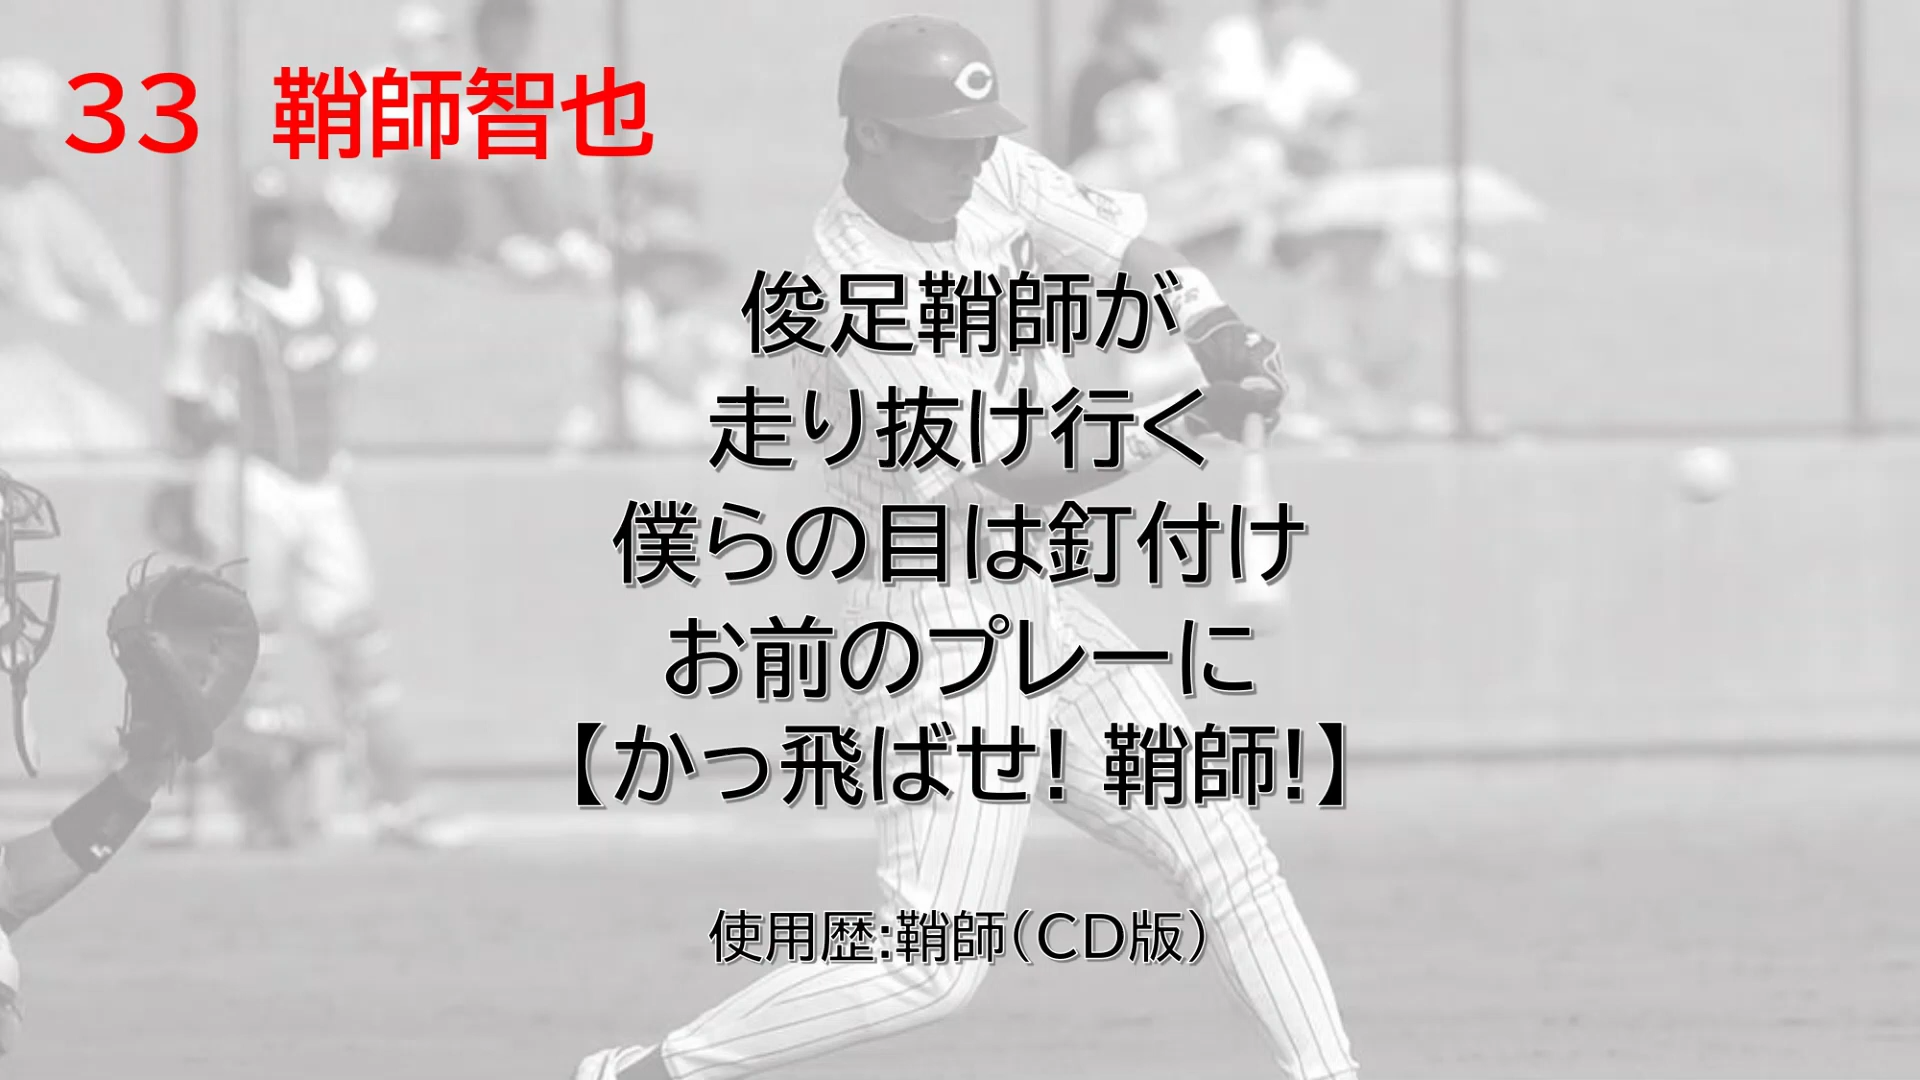 33 鞘師智也
俊足鞘師が
走り抜け行く
僕らの目は釘付け
お前のプレーに
【かっ飛ばせ! 鞘師!】
使用歴:鞘師(CD版)